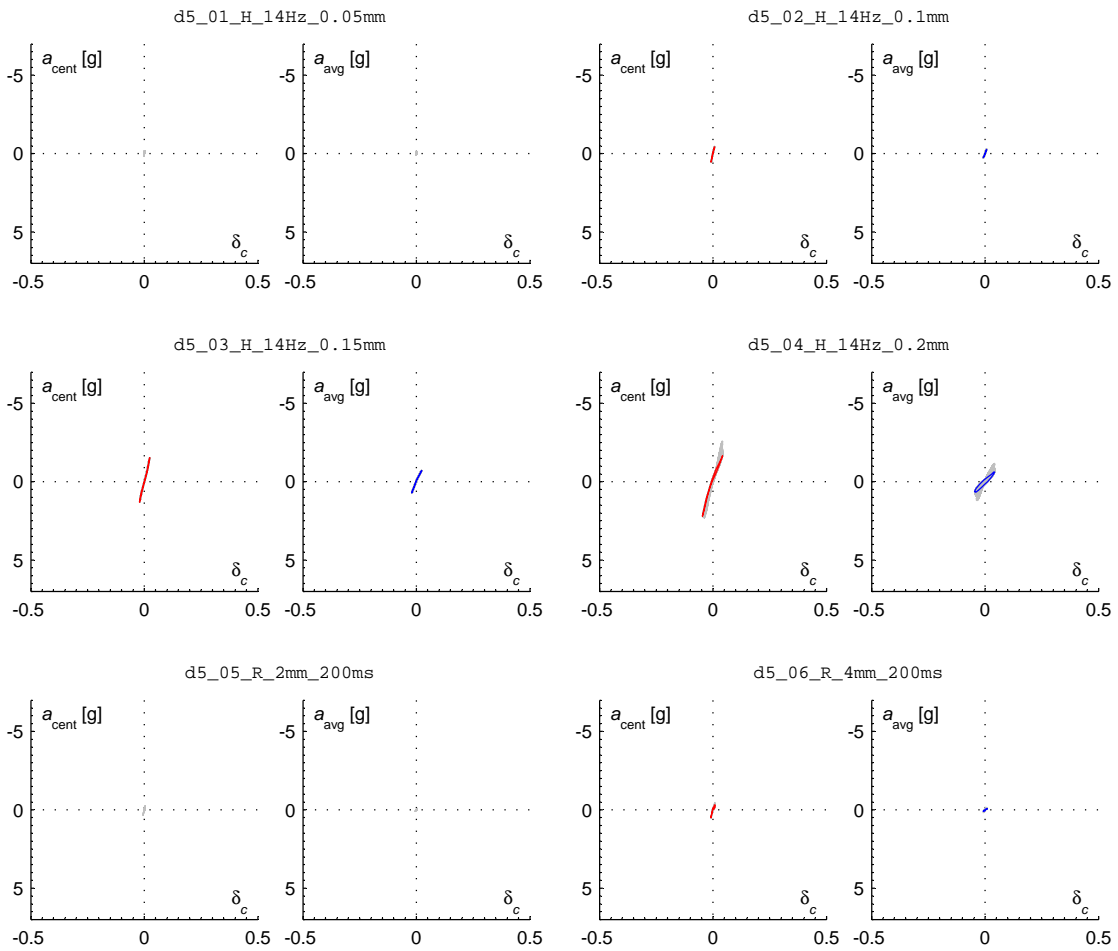 d5_01_H_14Hz_0.05mm
d5_02_H_14Hz_0.1mm
a_cent [g]
a_avg [g]
a_cent [g]
a_avg [g]
-5
-5
-5
-5
0
0
0
0
5
δ_c
5
δ_c
5
δ_c
5
δ_c
-0.5 0 0.5
-0.5 0 0.5
-0.5 0 0.5
-0.5 0 0.5
d5_03_H_14Hz_0.15mm
d5_04_H_14Hz_0.2mm
a_cent [g]
a_avg [g]
a_cent [g]
a_avg [g]
-5
-5
-5
-5
0
0
0
0
5
δ_c
5
δ_c
5
δ_c
5
δ_c
-0.5 0 0.5
-0.5 0 0.5
-0.5 0 0.5
-0.5 0 0.5
d5_05_R_2mm_200ms
d5_06_R_4mm_200ms
a_cent [g]
a_avg [g]
a_cent [g]
a_avg [g]
-5
-5
-5
-5
0
0
0
0
5
δ_c
5
δ_c
5
δ_c
5
δ_c
-0.5 0 0.5
-0.5 0 0.5
-0.5 0 0.5
-0.5 0 0.5